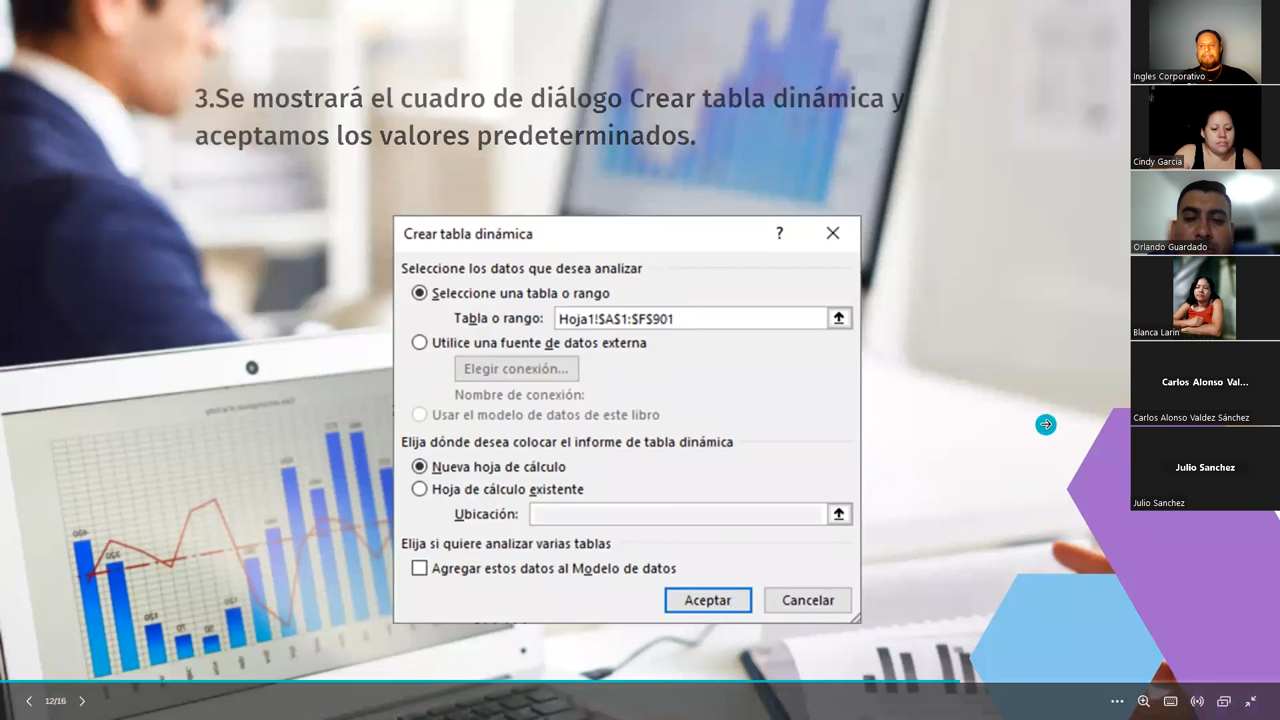 3.Se mostrará el cuadro de diálogo Crear tabla dinámica y
aceptamos los valores predeterminados.
Crear tabla dinámica
?
Seleccione los datos que desea analizar
Seleccione una tabla o rango
Tabla o rango: Hoja1!$A$1:$F$901
Utilice una fuente de datos externa
Elegir conexión...
Nombre de conexión:
Usar el modelo de datos de este libro
Elija dónde desea colocar el informe de tabla dinámica
Nueva hoja de cálculo
Hoja de cálculo existente
Ubicación:
Elija si quiere analizar varias tablas
Agregar estos datos al Modelo de datos
Aceptar Cancelar
12/16
Ingles Corporativo _
Cindy Garcia
Orlando Guardado
Blanca Larin
Carlos Alonso Val...
Carlos Alonso Valdez Sánchez
Julio Sanchez
Julio Sanchez